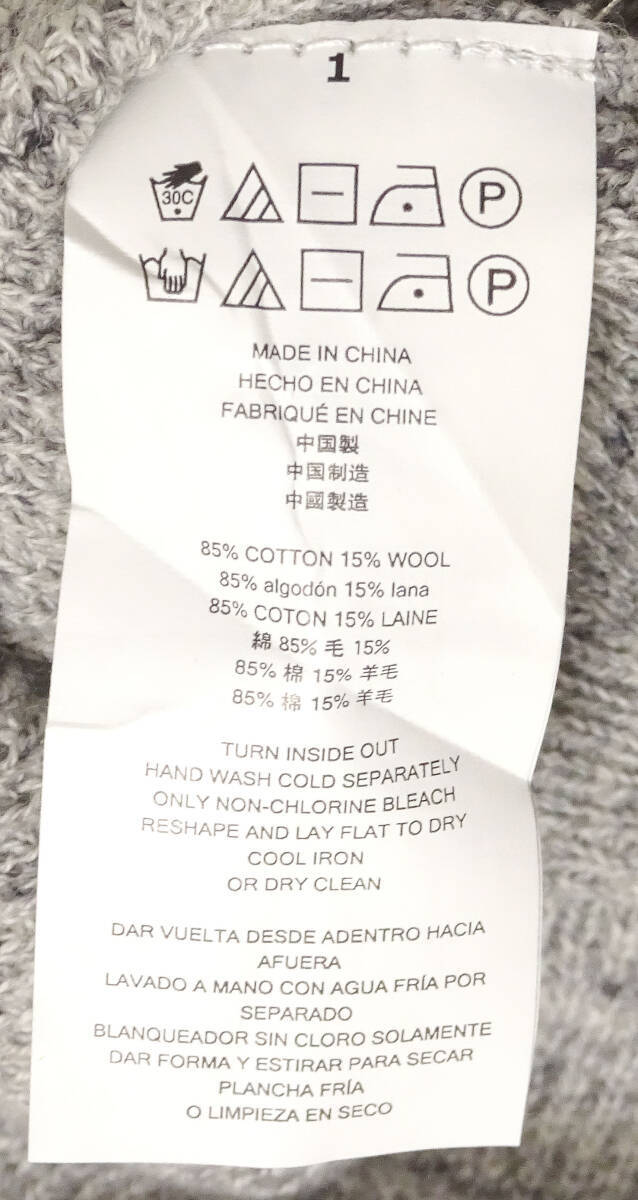 1
30C P
P
MADE IN CHINA
HECHO EN CHINA
FABRIQUÉ EN CHINE
中国製
中国制造
中國製造
85% COTTON 15% WOOL
85% algodón 15% lana
85% COTON 15% LAINE
綿 85% 毛 15%
85% 棉 15% 羊毛
85% 棉 15% 羊毛
TURN INSIDE OUT
HAND WASH COLD SEPARATELY
ONLY NON-CHLORINE BLEACH
RESHAPE AND LAY FLAT TO DRY
COOL IRON
OR DRY CLEAN
DAR VUELTA DESDE ADENTRO HACIA
AFUERA
LAVADO A MANO CON AGUA FRÍA POR
SEPARADO
BLANQUEADOR SIN CLORO SOLAMENTE
DAR FORMA Y ESTIRAR PARA SECAR
PLANCHA FRÍA
O LIMPIEZA EN SECO